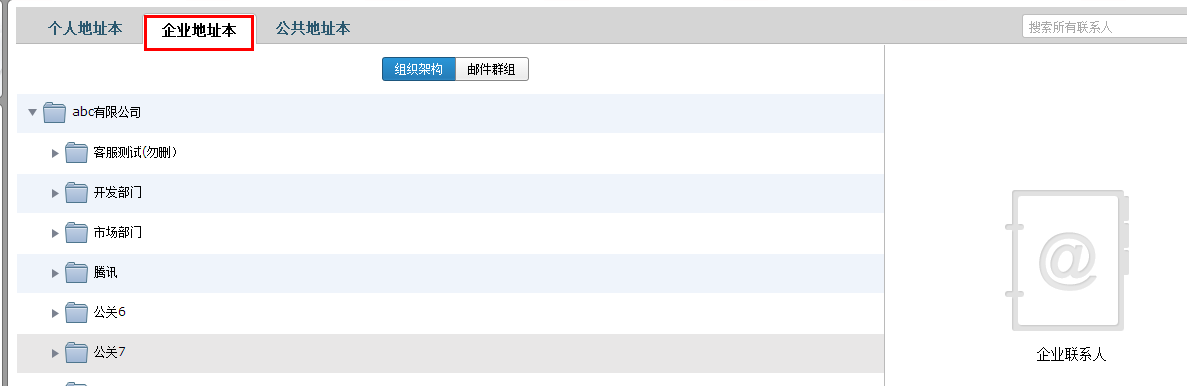 个人地址本 企业地址本 公共地址本 搜索所有联系人
组织架构 邮件群组
abc有限公司
客服测试(勿删）
开发部门
市场部门
腾讯
公关6
公关7
@
企业联系人